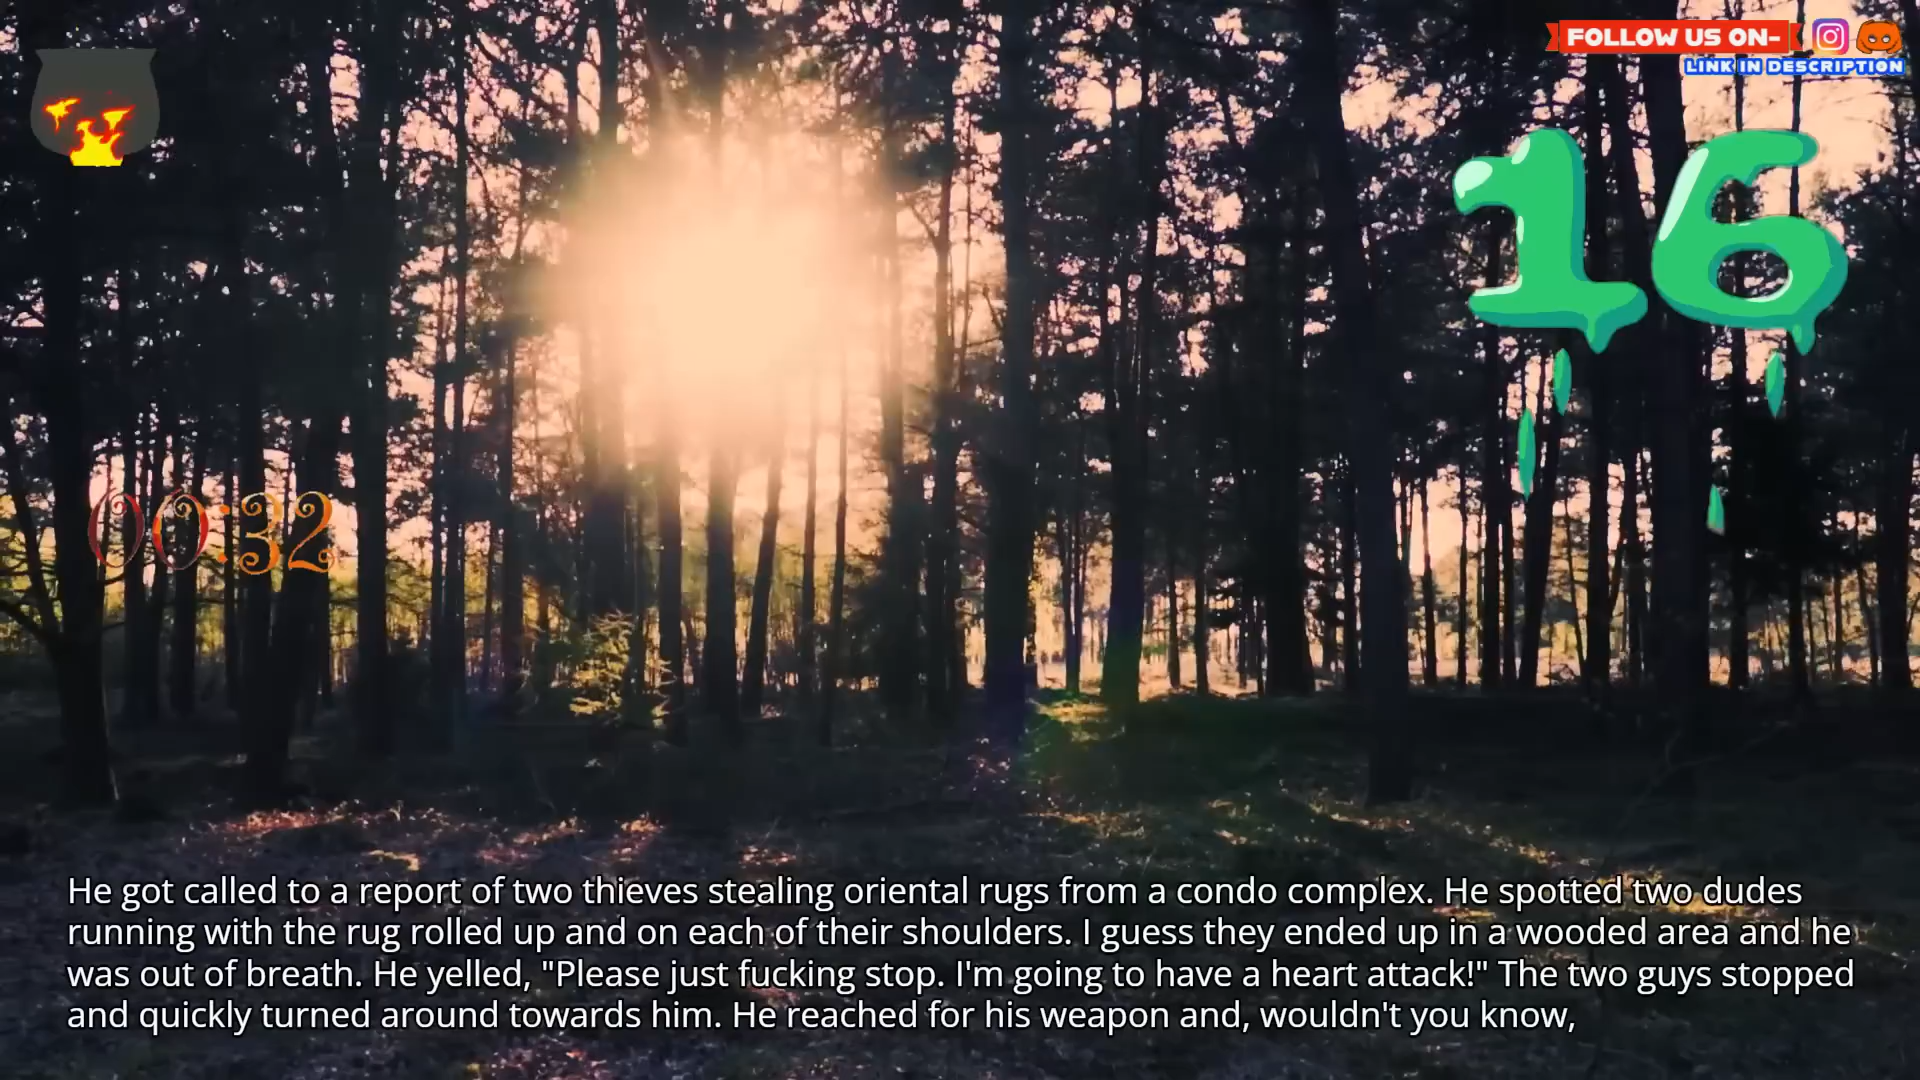 FOLLOW US ON-
LINK IN DESCRIPTION
16
00:32
He got called to a report of two thieves stealing oriental rugs from a condo complex. He spotted two dudes
running with the rug rolled up and on each of their shoulders. I guess they ended up in a wooded area and he
was out of breath. He yelled, "Please just fucking stop. I'm going to have a heart attack!" The two guys stopped
and quickly turned around towards him. He reached for his weapon and, wouldn't you know,